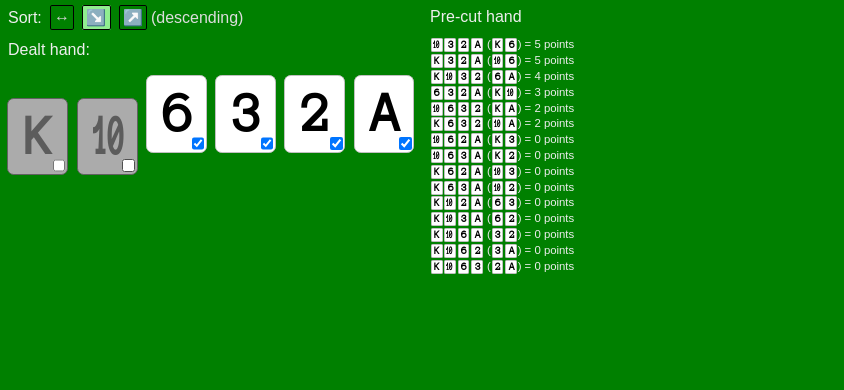 Sort: ↔ ↘ ↗ (descending)
Dealt hand:
K 10 6 3 2 A
Pre-cut hand
10 3 2 A (K 6) = 5 points
K 3 2 A (10 6) = 5 points
K 10 3 2 (6 A) = 4 points
6 3 2 A (K 10) = 3 points
10 6 3 2 (K A) = 2 points
K 6 3 2 (10 A) = 2 points
10 6 2 A (K 3) = 0 points
10 6 3 A (K 2) = 0 points
K 6 2 A (10 3) = 0 points
K 6 3 A (10 2) = 0 points
K 10 2 A (6 3) = 0 points
K 10 3 A (6 2) = 0 points
K 10 6 A (3 2) = 0 points
K 10 6 2 (3 A) = 0 points
K 10 6 3 (2 A) = 0 points